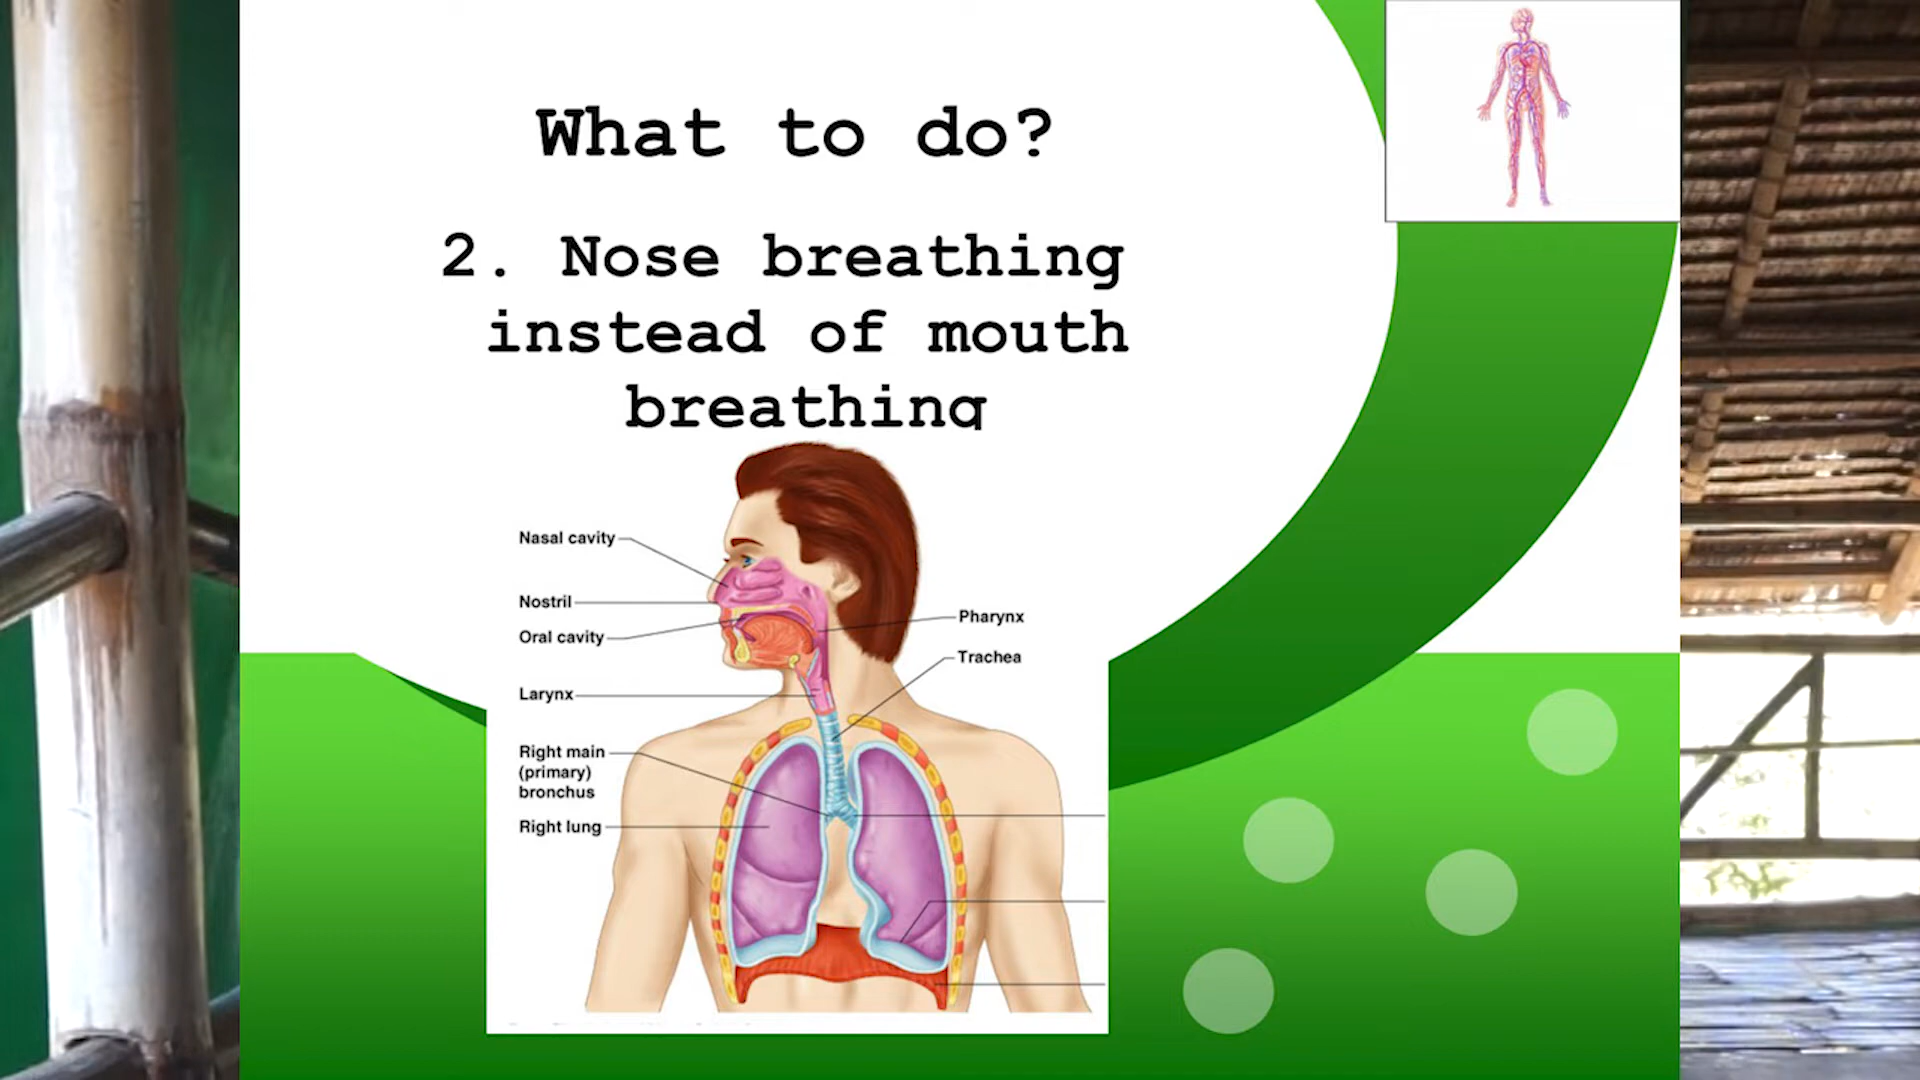 What to do?
2. Nose breathing
instead of mouth
breathing
Nasal cavity
Nostril
Oral cavity
Larynx
Right main
(primary)
bronchus
Right lung
Pharynx
Trachea